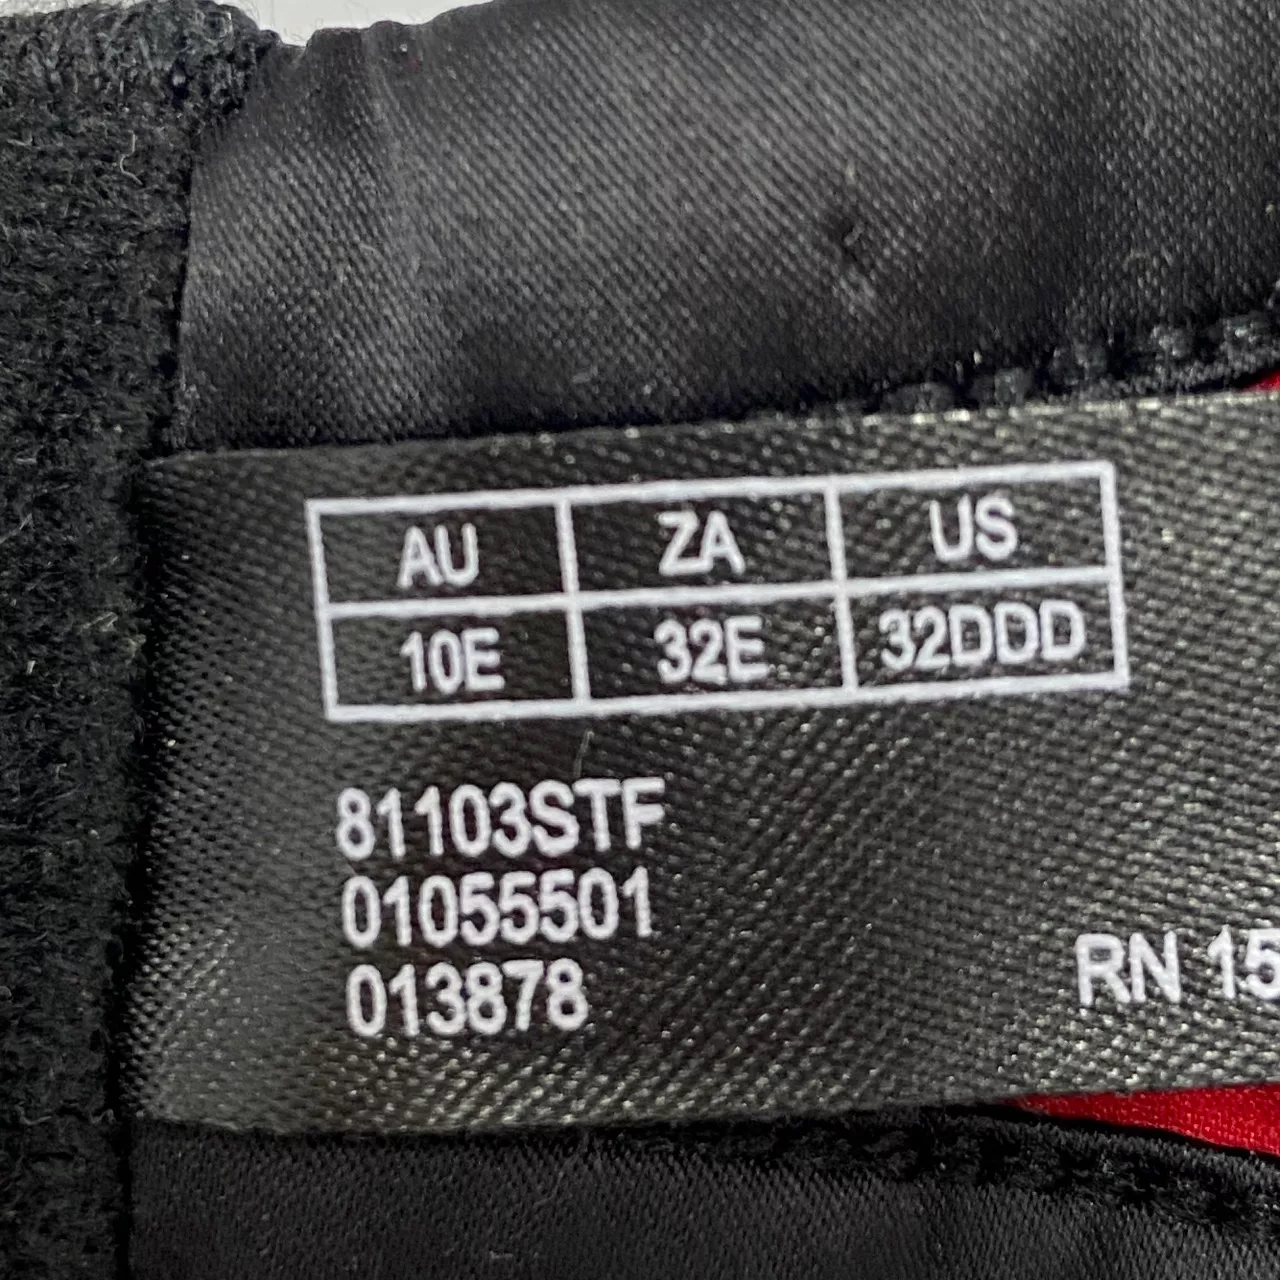 AU ZA US
10E 32E 32DDD
81103STF
01055501
013878
RN 15